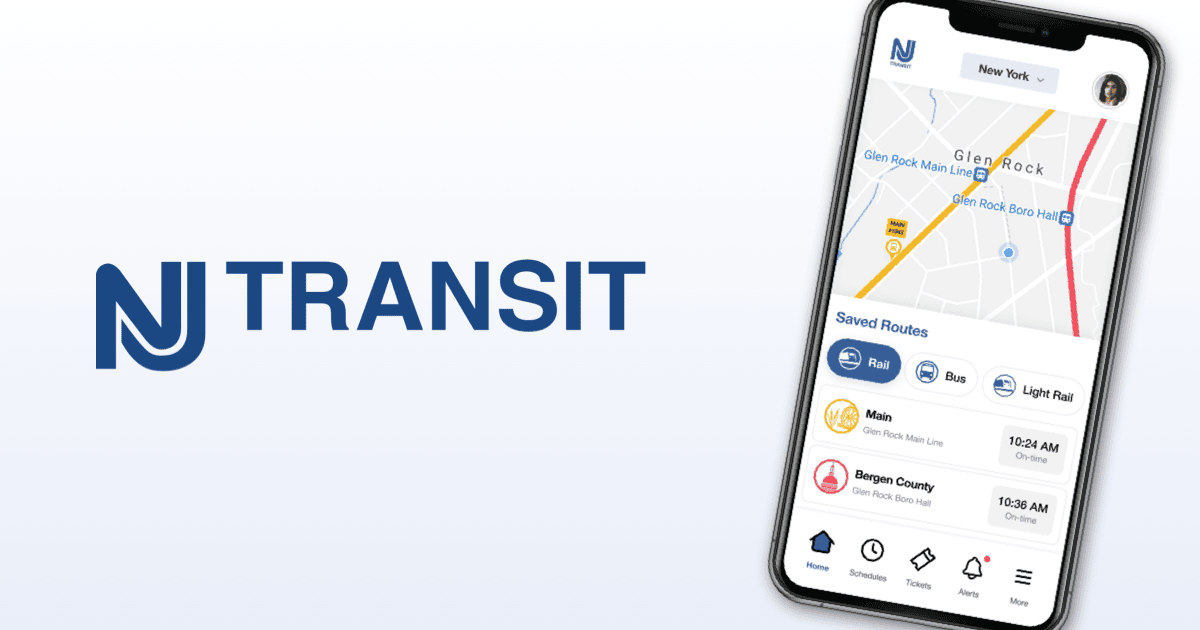 NJ TRANSIT
NJ
TRANSIT
New York
Glen Rock
Glen Rock Main Line
Glen Rock Boro Hall
MAIN
Saved Routes
Rail
Bus
Light Rail
Main
Glen Rock Main Line
10:24 AM
On-time
Bergen County
Glen Rock Boro Hall
10:36 AM
On-time
Home
Schedules
Tickets
Alerts
More